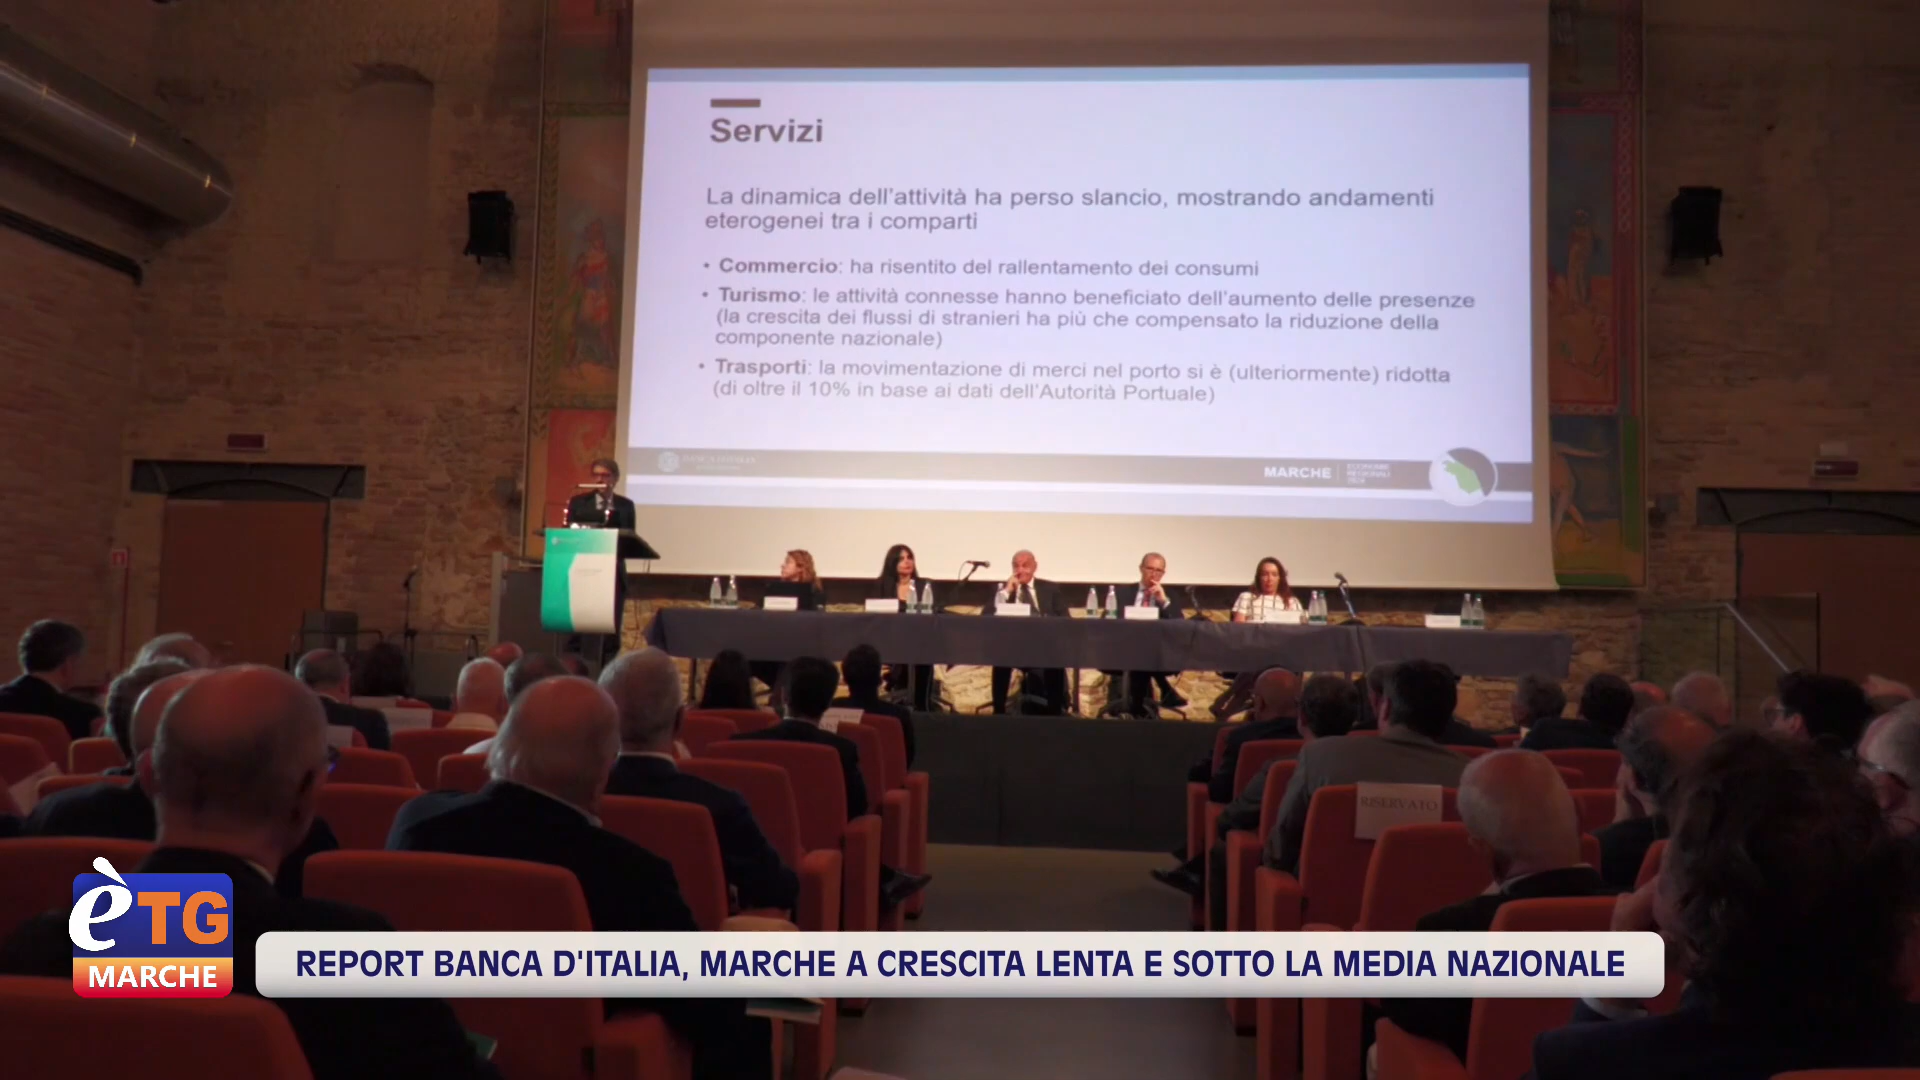 Servizi
La dinamica dell'attività ha perso slancio, mostrando andamenti
eterogenei tra i comparti
• Commercio: ha risentito del rallentamento dei consumi
• Turismo: le attività connesse hanno beneficiato dell'aumento delle presenze
(la crescita dei flussi di stranieri ha più che compensato la riduzione della
componente nazionale)
• Trasporti: la movimentazione di merci nel porto si è (ulteriormente) ridotta
(di oltre il 10% in base ai dati dell'Autorità Portuale)
BANCA D'ITALIA
MARCHE
ECONOMIE
REGIONALI
RISERVATO
èTG
MARCHE
REPORT BANCA D'ITALIA, MARCHE A CRESCITA LENTA E SOTTO LA MEDIA NAZIONALE